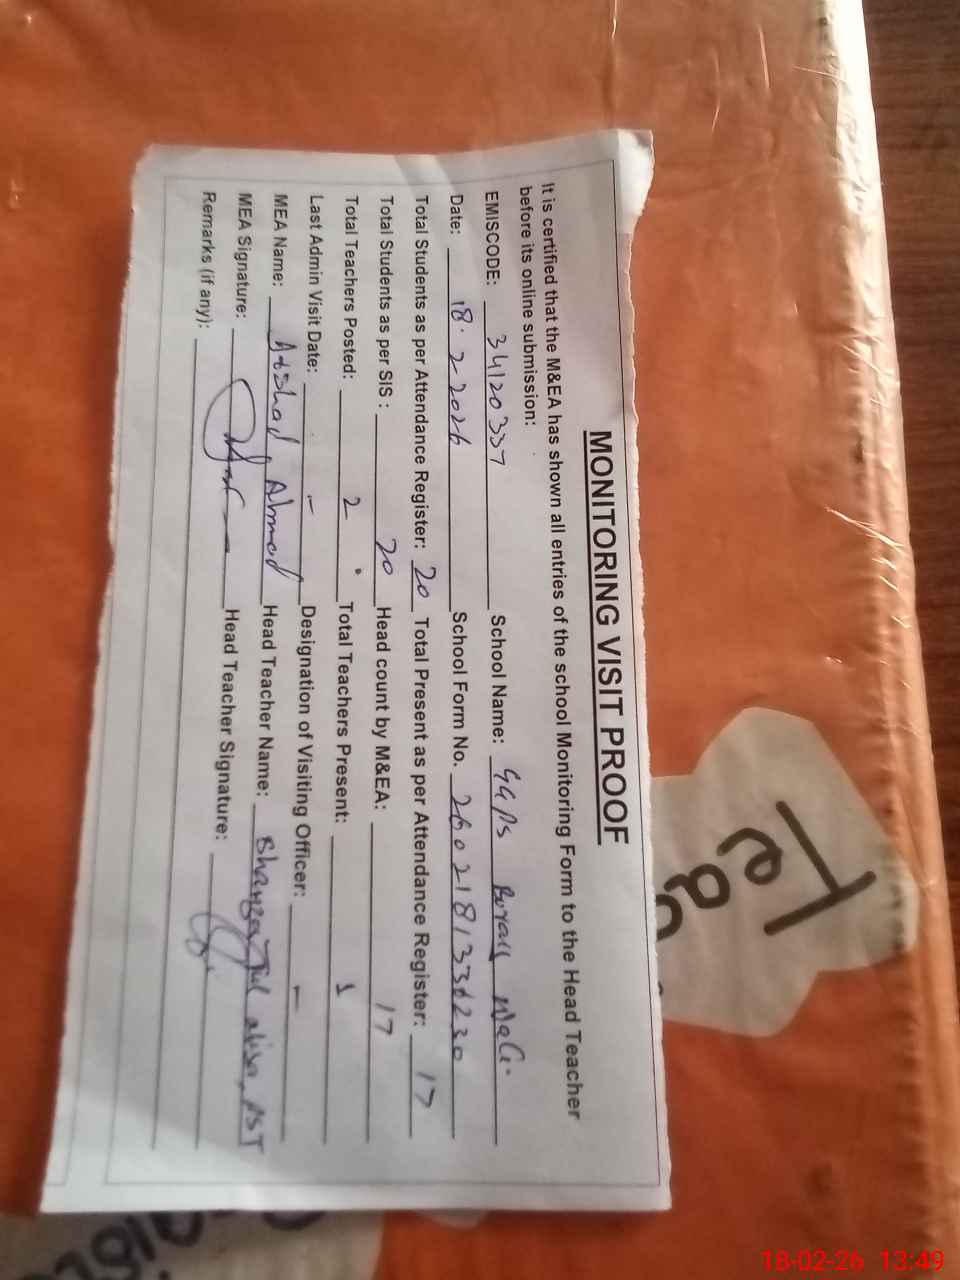 MONITORING VISIT PROOF
It is certified that the M&EA has shown all entries of the school Monitoring Form to the Head Teacher
before its online submission:
EMISCODE: 34120337 School Name: GGPS Wali
Date: 18.2.2026 School Form No. 2602181336230
Total Students as per Attendance Register: 20 Total Present as per Attendance Register: 17
Total Students as per SIS : 20 Head count by M&EA: 17
Total Teachers Posted: 2 Total Teachers Present: 1
Last Admin Visit Date: - Designation of Visiting Officer: -
MEA Name: Ahmad Head Teacher Name: PST
MEA Signature: Head Teacher Signature:
Remarks (if any):
Tea
18-02-26 13:49